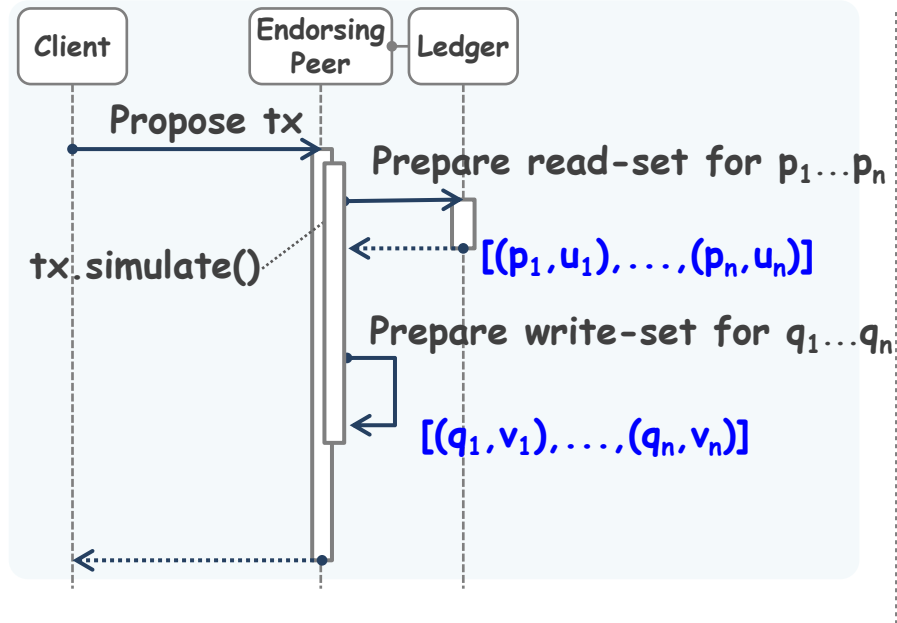 Client
Endorsing
Peer
Ledger
Propose tx
Prepare read-set for p₁...pₙ
[(p₁,u₁),...,(pₙ,uₙ)]
tx.simulate()
Prepare write-set for q₁...qₙ
[(q₁,v₁),...,(qₙ,vₙ)]